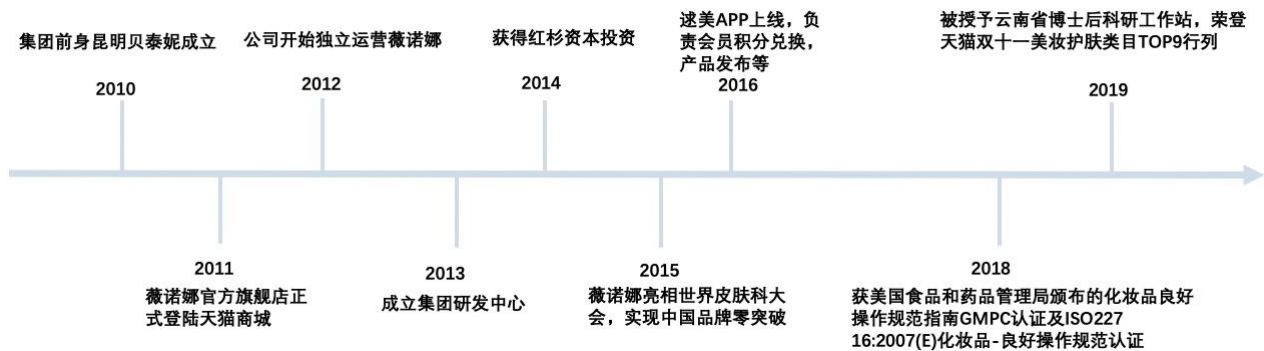 集团前身昆明贝泰妮成立
2010
公司开始独立运营薇诺娜
2012
获得红杉资本投资
2014
逑美APP上线，负
责会员积分兑换，
产品发布等
2016
被授予云南省博士后科研工作站，荣登
天猫双十一美妆护肤类目TOP9行列
2019
2011
薇诺娜官方旗舰店正
式登陆天猫商城
2013
成立集团研发中心
2015
薇诺娜亮相世界皮肤科大
会，实现中国品牌零突破
2018
获美国食品和药品管理局颁布的化妆品良好
操作规范指南GMPC认证及ISO227
16:2007(E)化妆品-良好操作规范认证